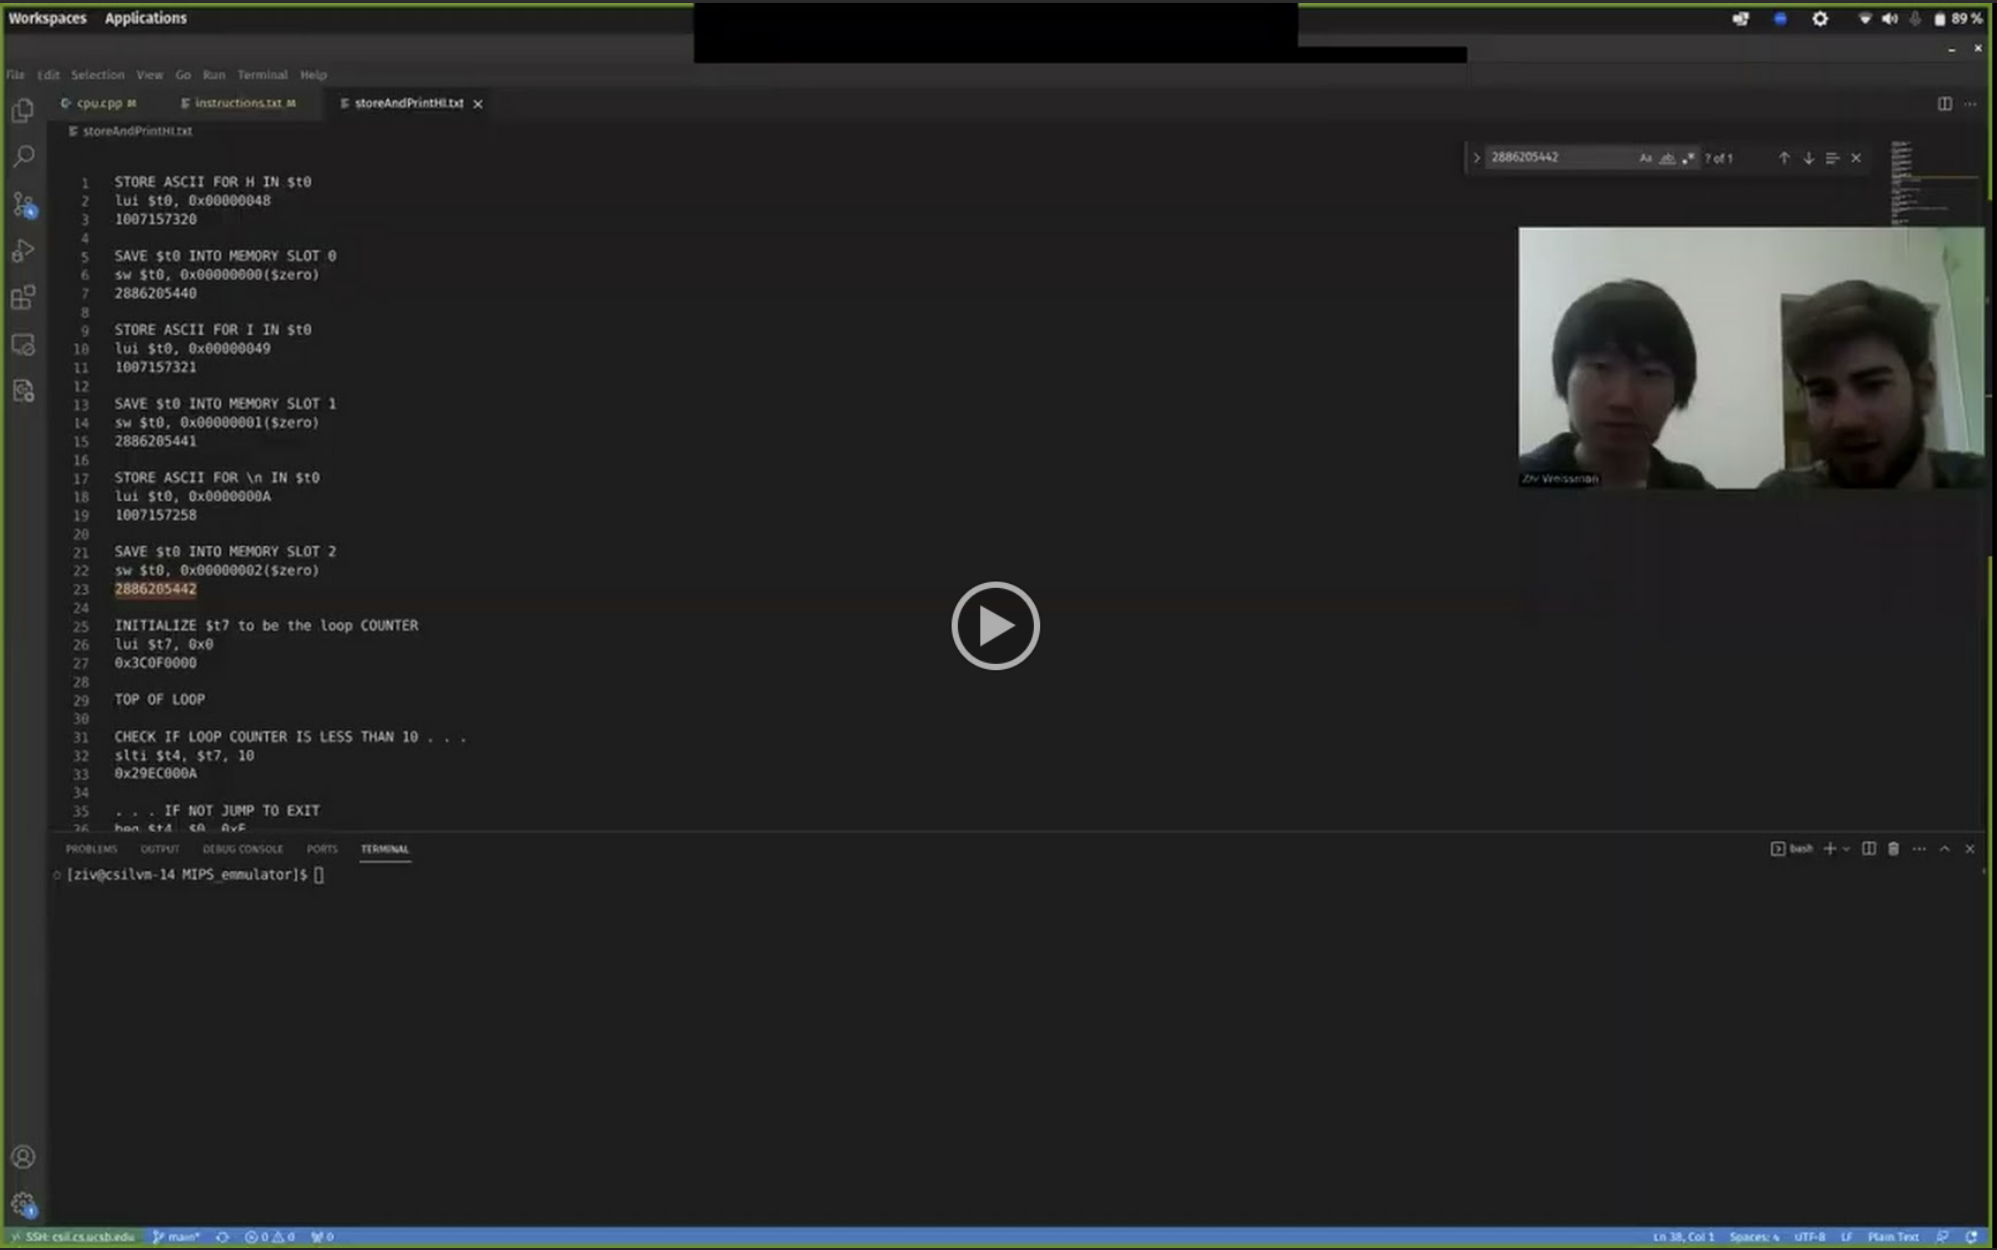 Workspaces Applications
89 %
File Edit Selection View Go Run Terminal Help
cpu.cpp M
instructions.txt M
storeAndPrintHI.txt
storeAndPrintHI.txt
2886205442
Aa ab ? of 1
1 STORE ASCII FOR H IN $t0
2 lui $t0, 0x00000048
3 1007157320
4
5 SAVE $t0 INTO MEMORY SLOT 0
6 sw $t0, 0x00000000($zero)
7 2886205440
8
9 STORE ASCII FOR I IN $t0
10 lui $t0, 0x00000049
11 1007157321
12
13 SAVE $t0 INTO MEMORY SLOT 1
14 sw $t0, 0x00000001($zero)
15 2886205441
16
17 STORE ASCII FOR \n IN $t0
18 lui $t0, 0x0000000A
19 1007157258
20
21 SAVE $t0 INTO MEMORY SLOT 2
22 sw $t0, 0x00000002($zero)
23 2886205442
24
25 INITIALIZE $t7 to be the loop COUNTER
26 lui $t7, 0x0
27 0x3C0F0000
28
29 TOP OF LOOP
30
31 CHECK IF LOOP COUNTER IS LESS THAN 10 . . .
32 slti $t4, $t7, 10
33 0x29EC000A
34
35 . . . IF NOT JUMP TO EXIT
36 beq $t4, $0, 0xF
Ziv Weissman
PROBLEMS OUTPUT DEBUG CONSOLE PORTS TERMINAL
bash
[ziv@csilvm-14 MIPS_emmulator]$
SSH: csil.cs.ucsb.edu main* 0 0 0
Ln 38, Col 1 Spaces: 4 UTF-8 LF Plain Text